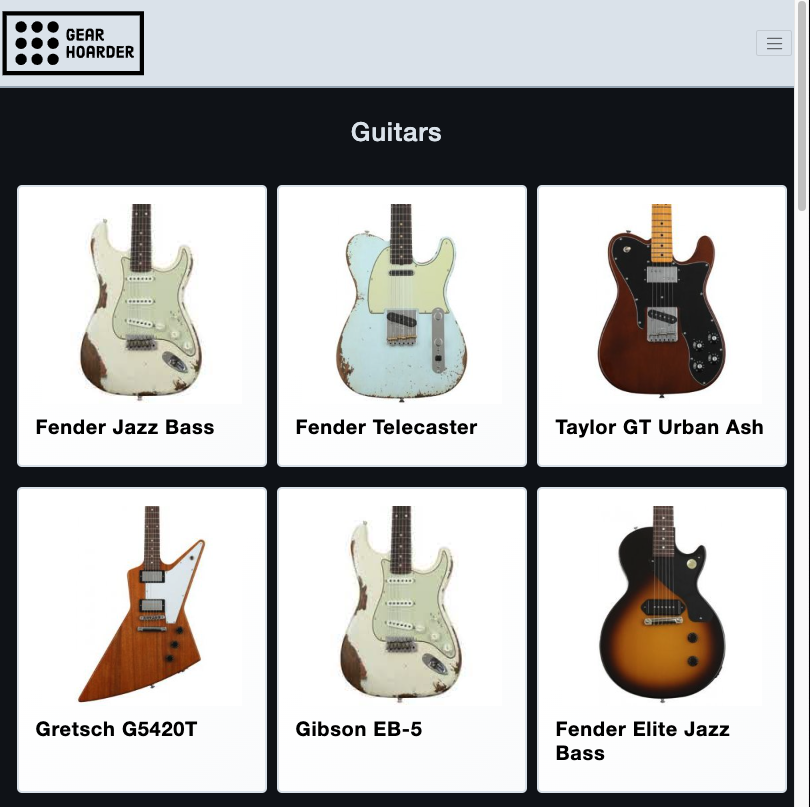 GEAR
HOARDER
Guitars
Fender Jazz Bass
Fender Telecaster
Taylor GT Urban Ash
Gretsch G5420T
Gibson EB-5
Fender Elite Jazz
Bass